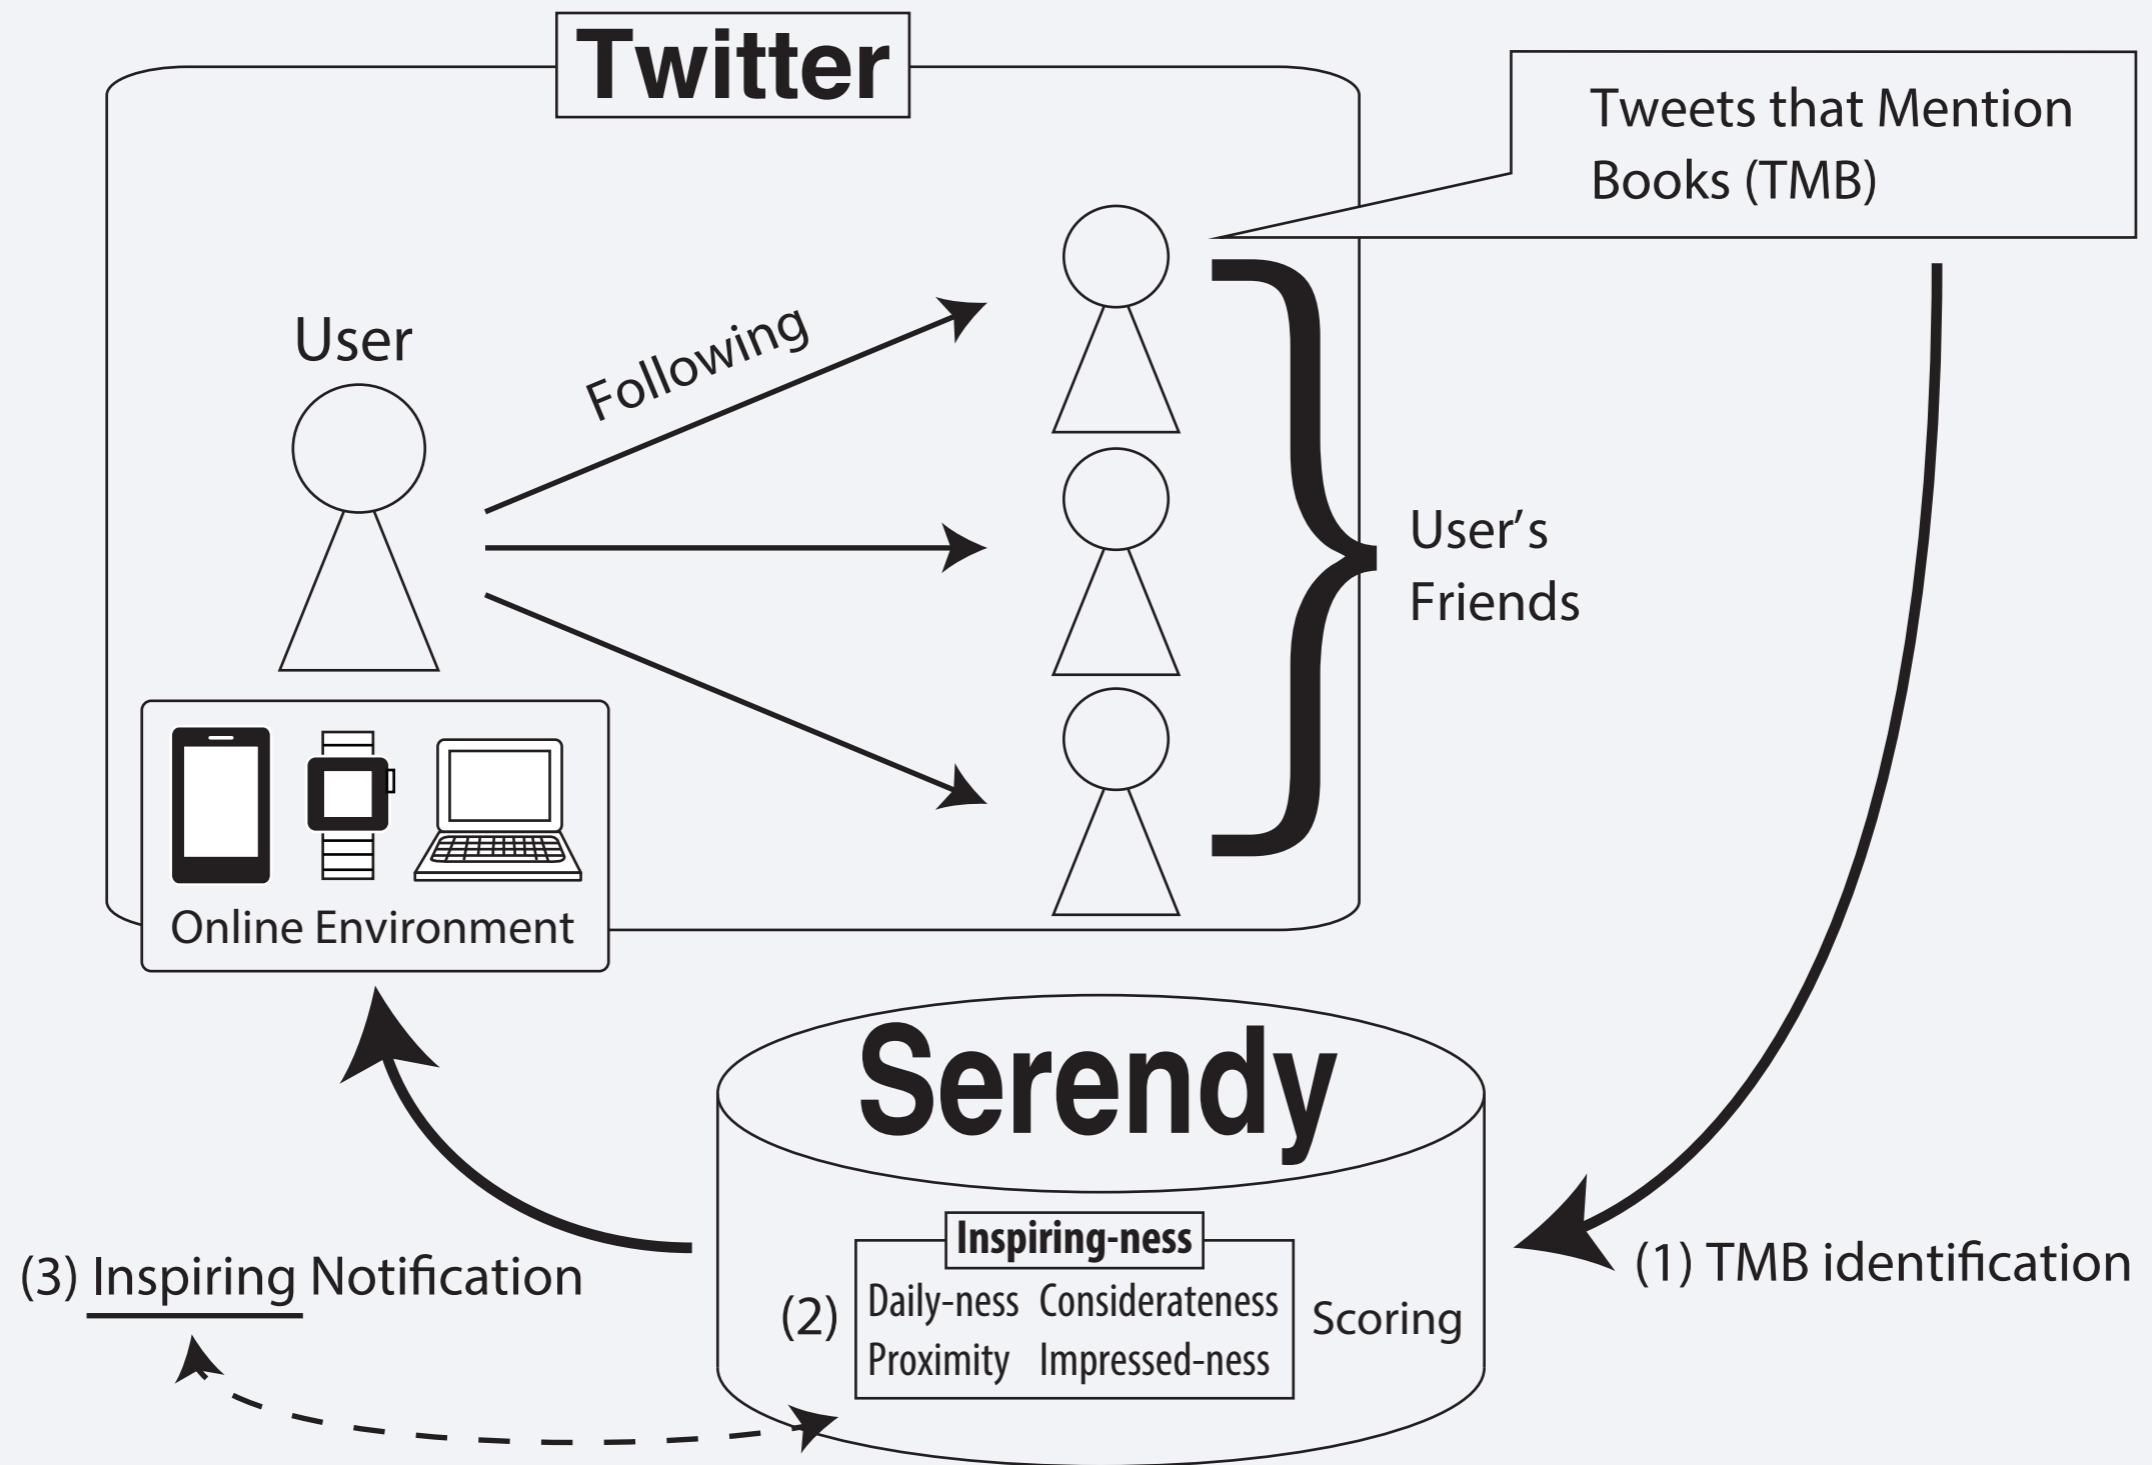 Twitter
Tweets that Mention
Books (TMB)
User
Following
User’s
Friends
Online Environment
Serendy
(1) TMB identification
Inspiring-ness
(2) Daily-ness Considerateness Scoring
Proximity Impressed-ness
(3) Inspiring Notification